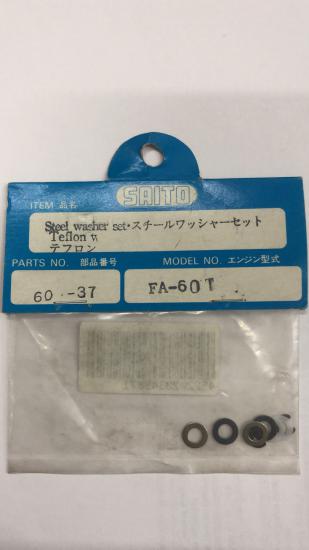 SAITO
ITEM 品名
Steel washer set・スチールワッシャーセット
Teflon w
テフロン
PARTS NO. 部品番号
MODEL NO. エンジン型式
60 -37
FA-60T